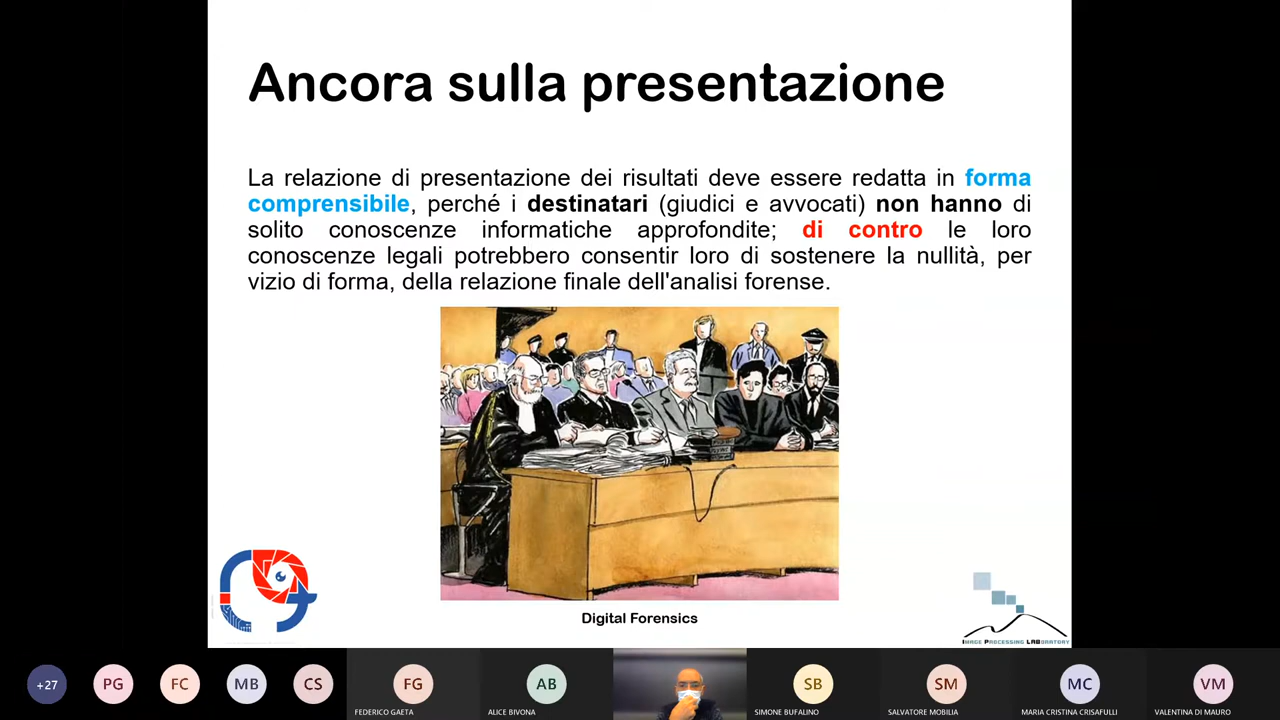 Ancora sulla presentazione
La relazione di presentazione dei risultati deve essere redatta in forma
comprensibile, perché i destinatari (giudici e avvocati) non hanno di
solito conoscenze informatiche approfondite; di contro le loro
conoscenze legali potrebbero consentir loro di sostenere la nullità, per
vizio di forma, della relazione finale dell'analisi forense.
Digital Forensics
IMAGE PROCESSING LABORATORY
+27
PG
FC
MB
CS
FG
AB
SB
SM
MC
VM
FEDERICO GAETA
ALICE BIVONA
SIMONE BUFALINO
SALVATORE MOBILIA
MARIA CRISTINA CRISAFULLI
VALENTINA DI MAURO